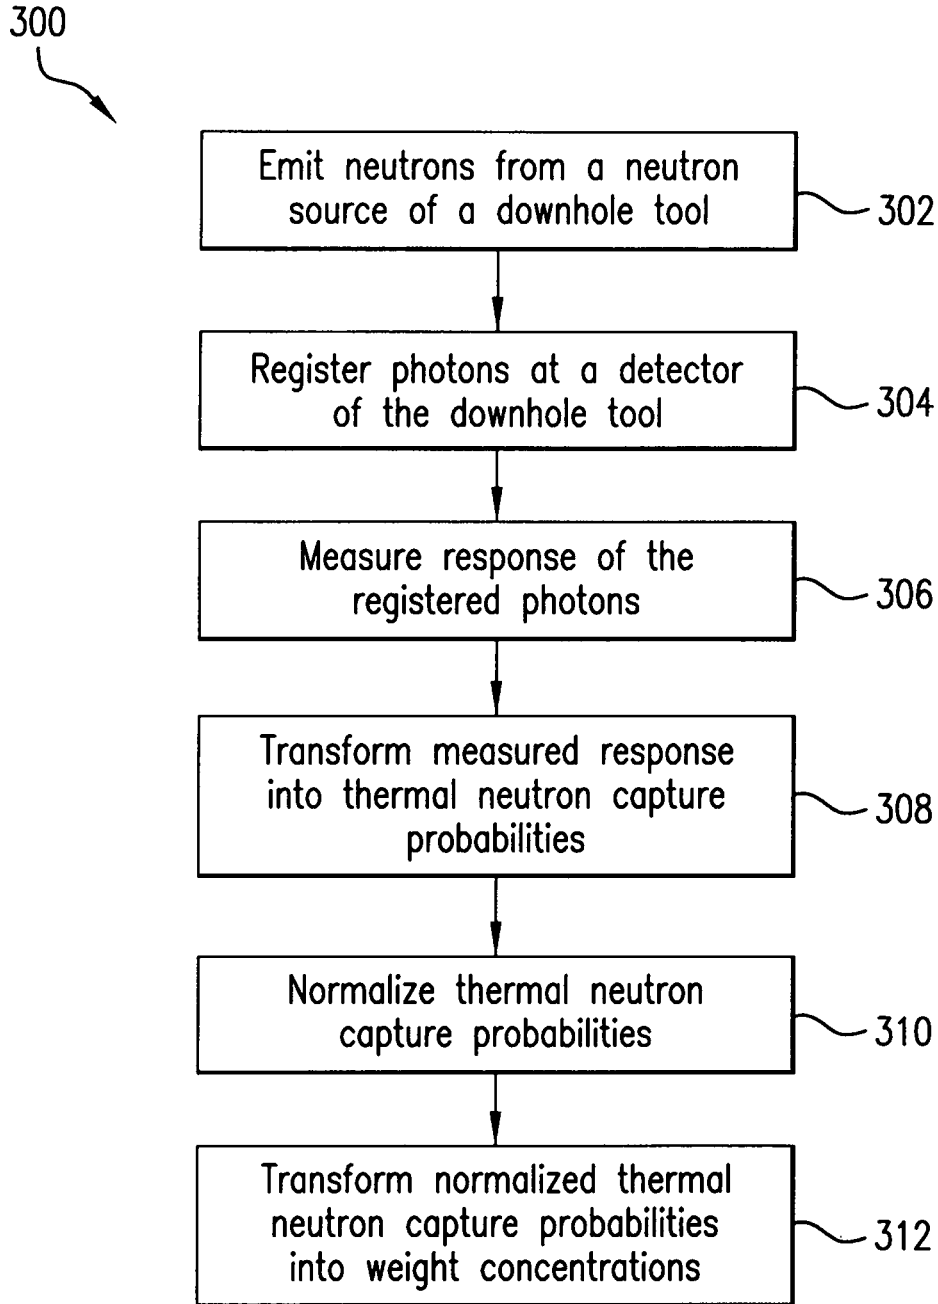 300
Emit neutrons from a neutron
source of a downhole tool
302
Register photons at a detector
of the downhole tool
304
Measure response of the
registered photons
306
Transform measured response
into thermal neutron capture
probabilities
308
Normalize thermal neutron
capture probabilities
310
Transform normalized thermal
neutron capture probabilities
into weight concentrations
312